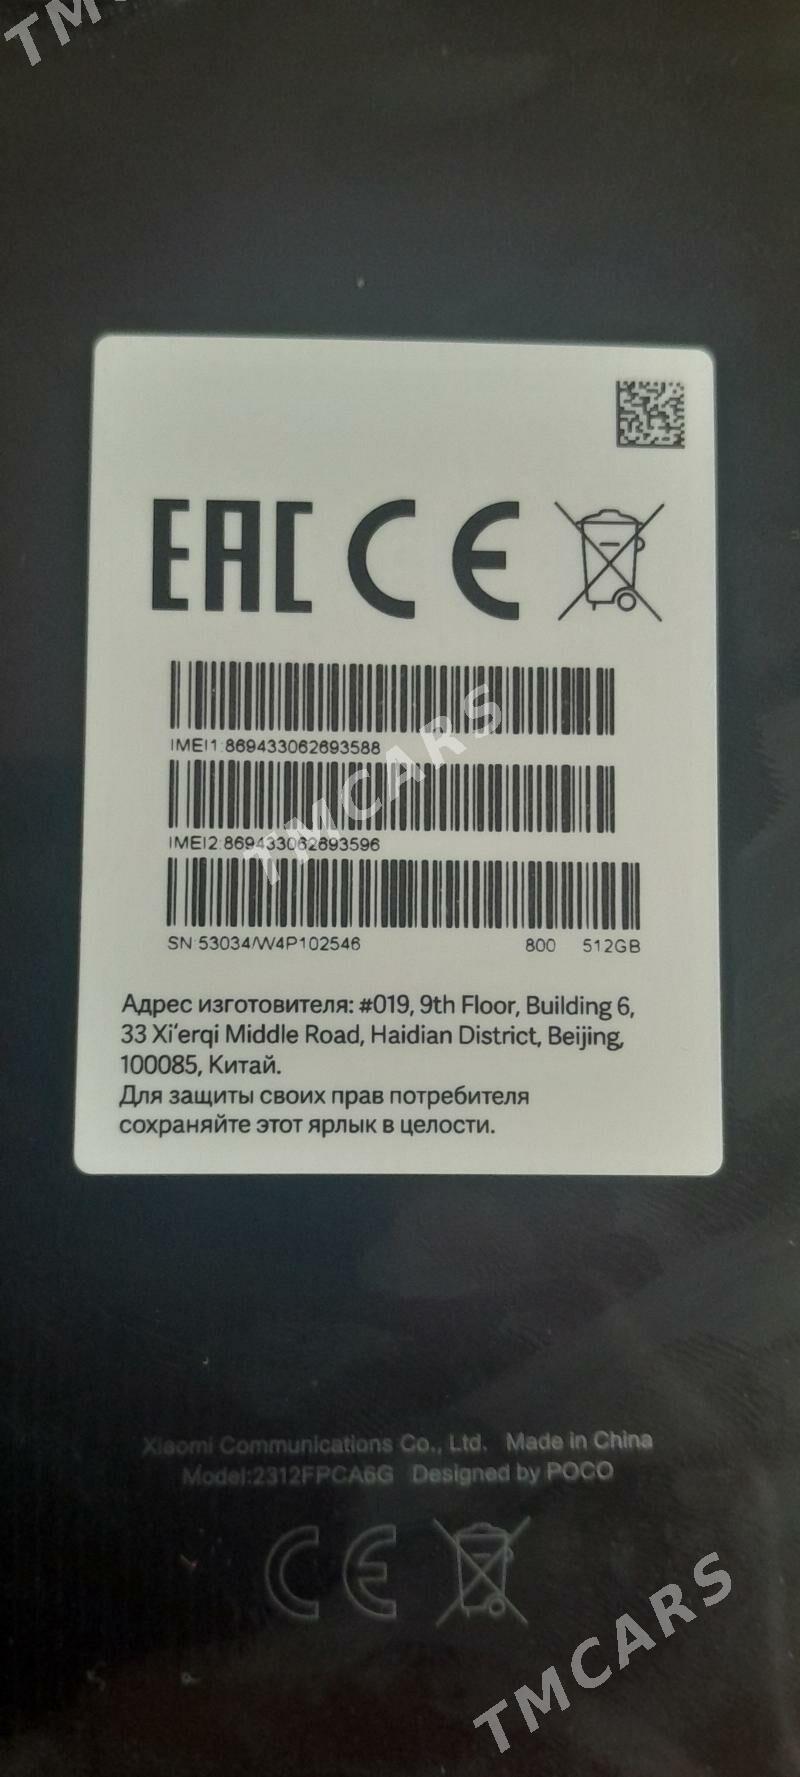 TMCARS
EAC CE
IMEI1:869433062693588
TMCARS
IMEI2:869433062693596
SN:53034/W4P102546 800 512GB
Адрес изготовителя: #019, 9th Floor, Building 6,
33 Xi’erqi Middle Road, Haidian District, Beijing,
100085, Китай.
Для защиты своих прав потребителя
сохраняйте этот ярлык в целости.
Xiaomi Communications Co., Ltd. Made in China
Model:2312FPCA6G Designed by POCO
CE
TMCARS